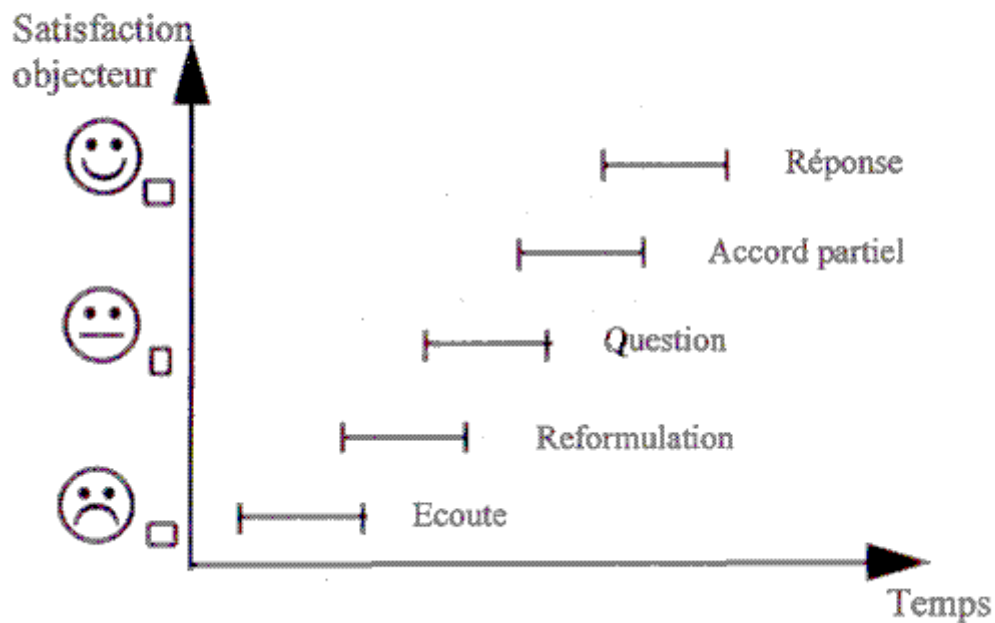 Satisfaction
objecteur
Réponse
Accord partiel
Question
Reformulation
Ecoute
Temps